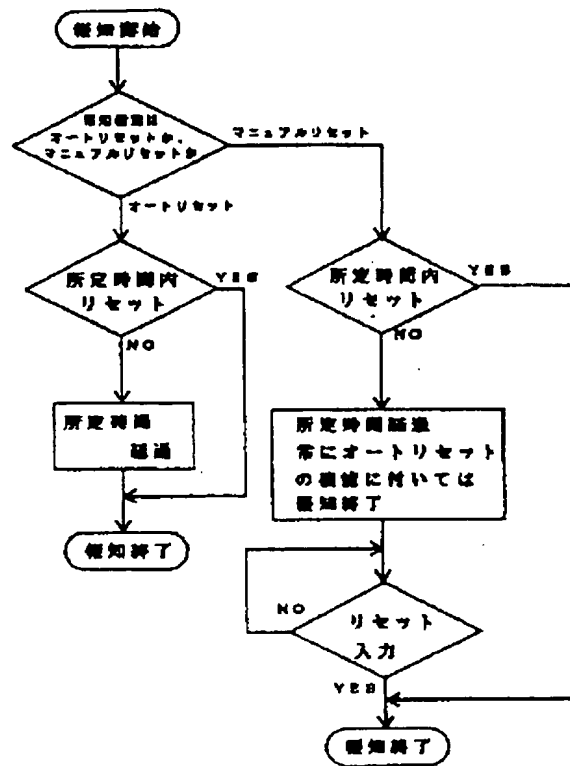 報知開始
報知機能は
オートリセットか、
マニュアルリセットか
マニュアルリセット
オートリセット
所定時間内
リセット
YES
NO
所定時間
経過
報知終了
所定時間内
リセット
YES
NO
所定時間経過
常にオートリセット
の機能に付いては
報知終了
NO
リセット
入力
YES
報知終了